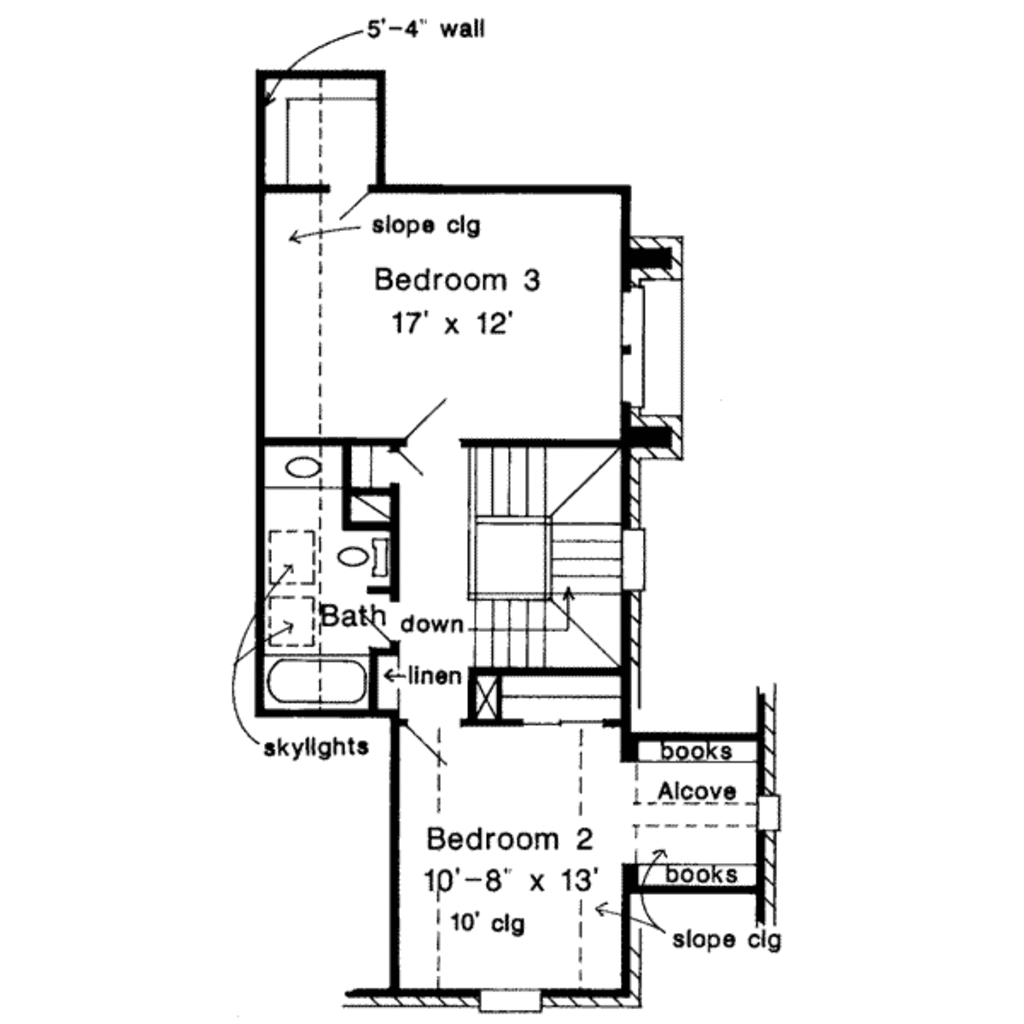 5'-4" wall
slope clg
Bedroom 3
17' x 12'
Bath
down
linen
skylights
books
Alcove
Bedroom 2
10'-8" x 13'
books
10' clg
slope clg